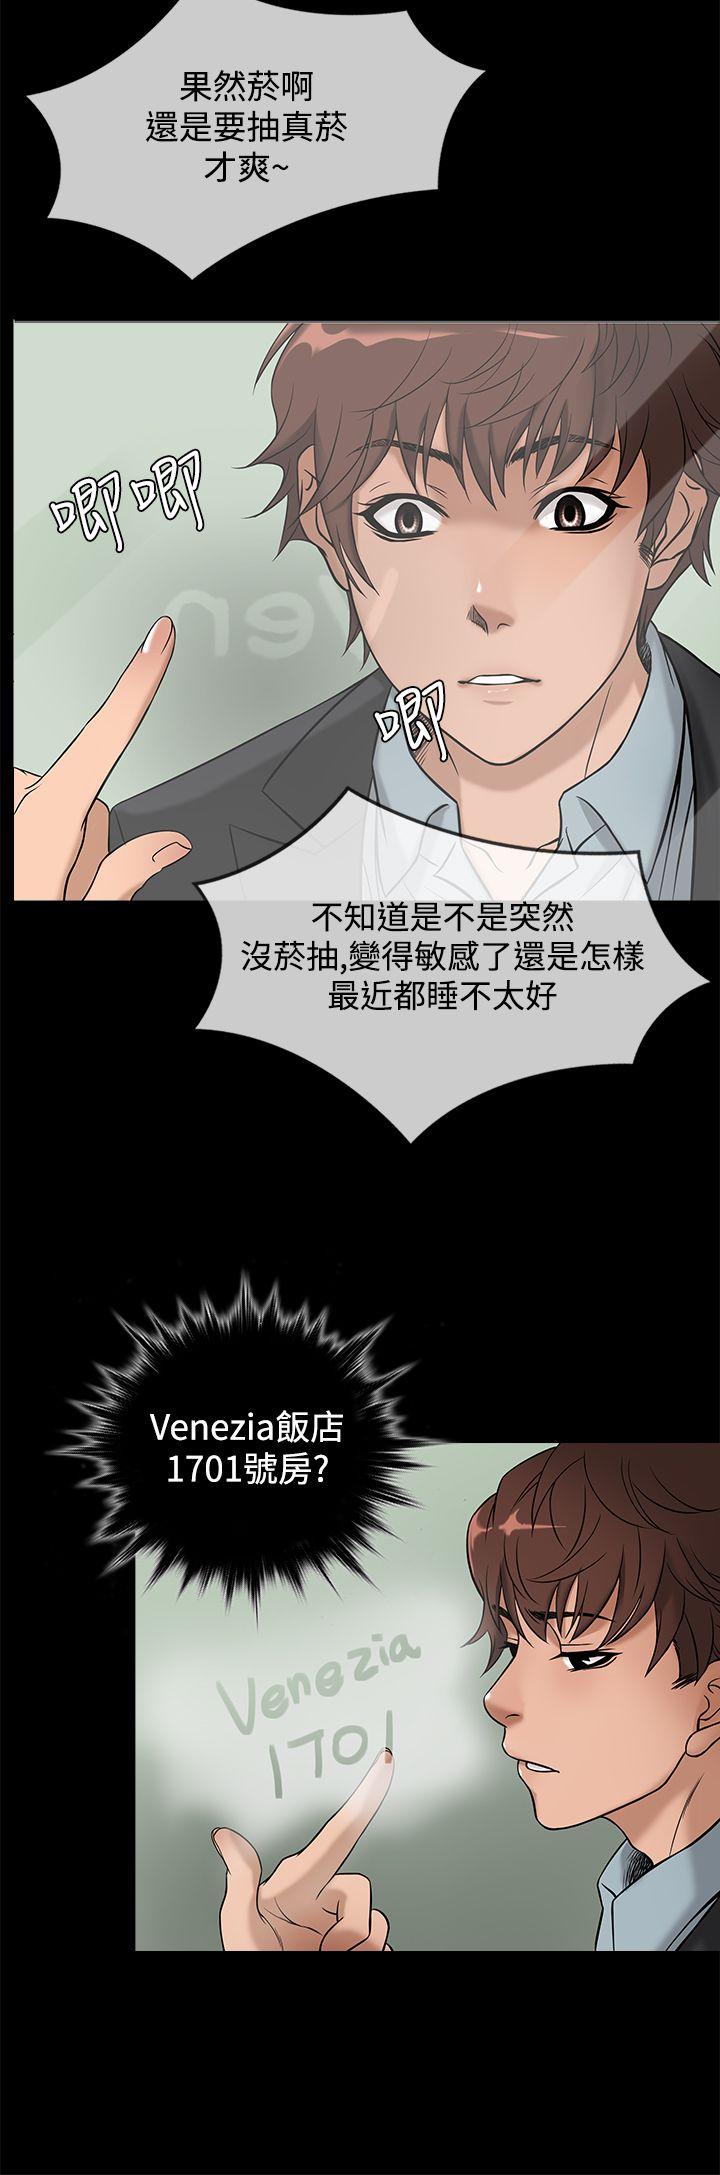 果然菸啊
還是要抽真菸
才爽~
唧唧
Ven
唧
不知道是不是突然
沒菸抽,變得敏感了還是怎樣
最近都睡不太好
Venezia飯店
1701號房?
Venezia
1701